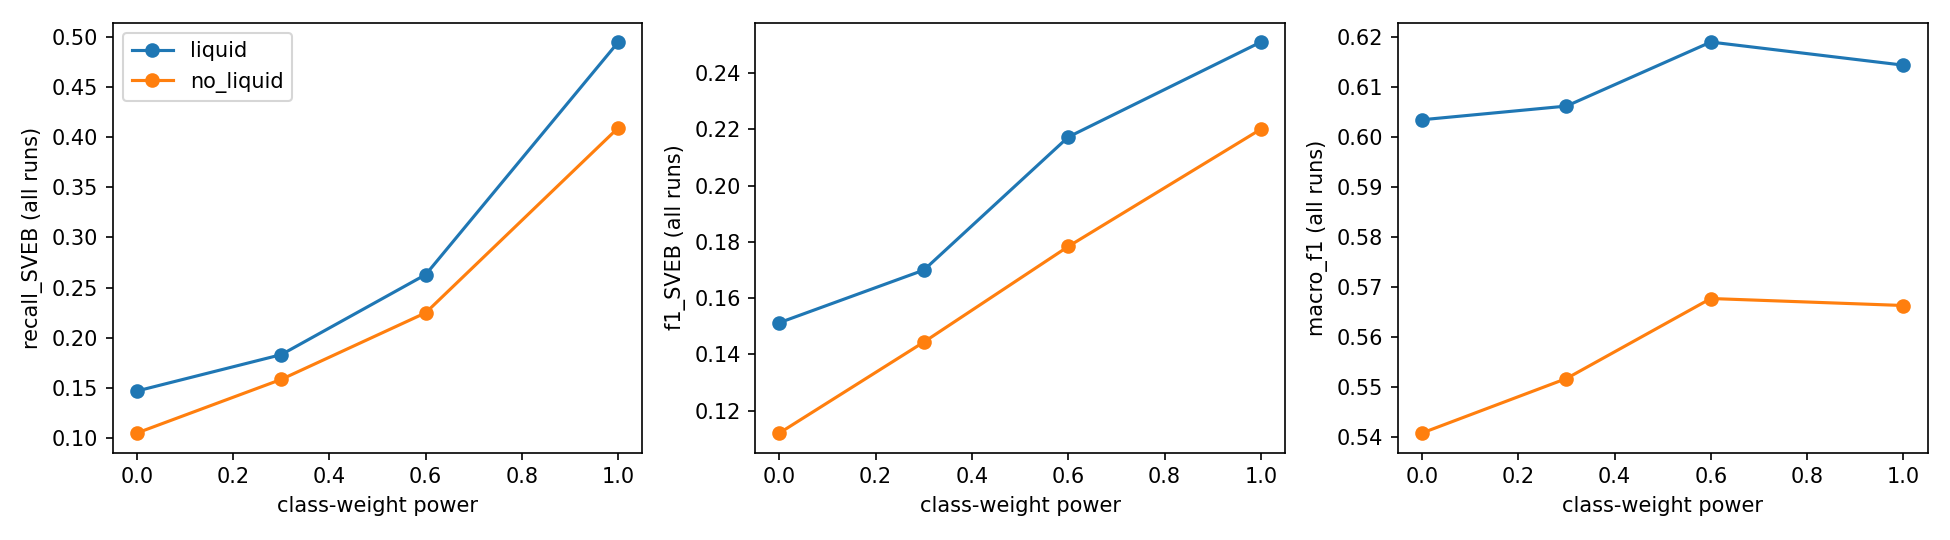 recall_SVEB (all runs)
0.50
0.45
0.40
0.35
0.30
0.25
0.20
0.15
0.10
liquid
no_liquid
0.0 0.2 0.4 0.6 0.8 1.0
class-weight power
f1_SVEB (all runs)
0.24
0.22
0.20
0.18
0.16
0.14
0.12
0.0 0.2 0.4 0.6 0.8 1.0
class-weight power
macro_f1 (all runs)
0.62
0.61
0.60
0.59
0.58
0.57
0.56
0.55
0.54
0.0 0.2 0.4 0.6 0.8 1.0
class-weight power